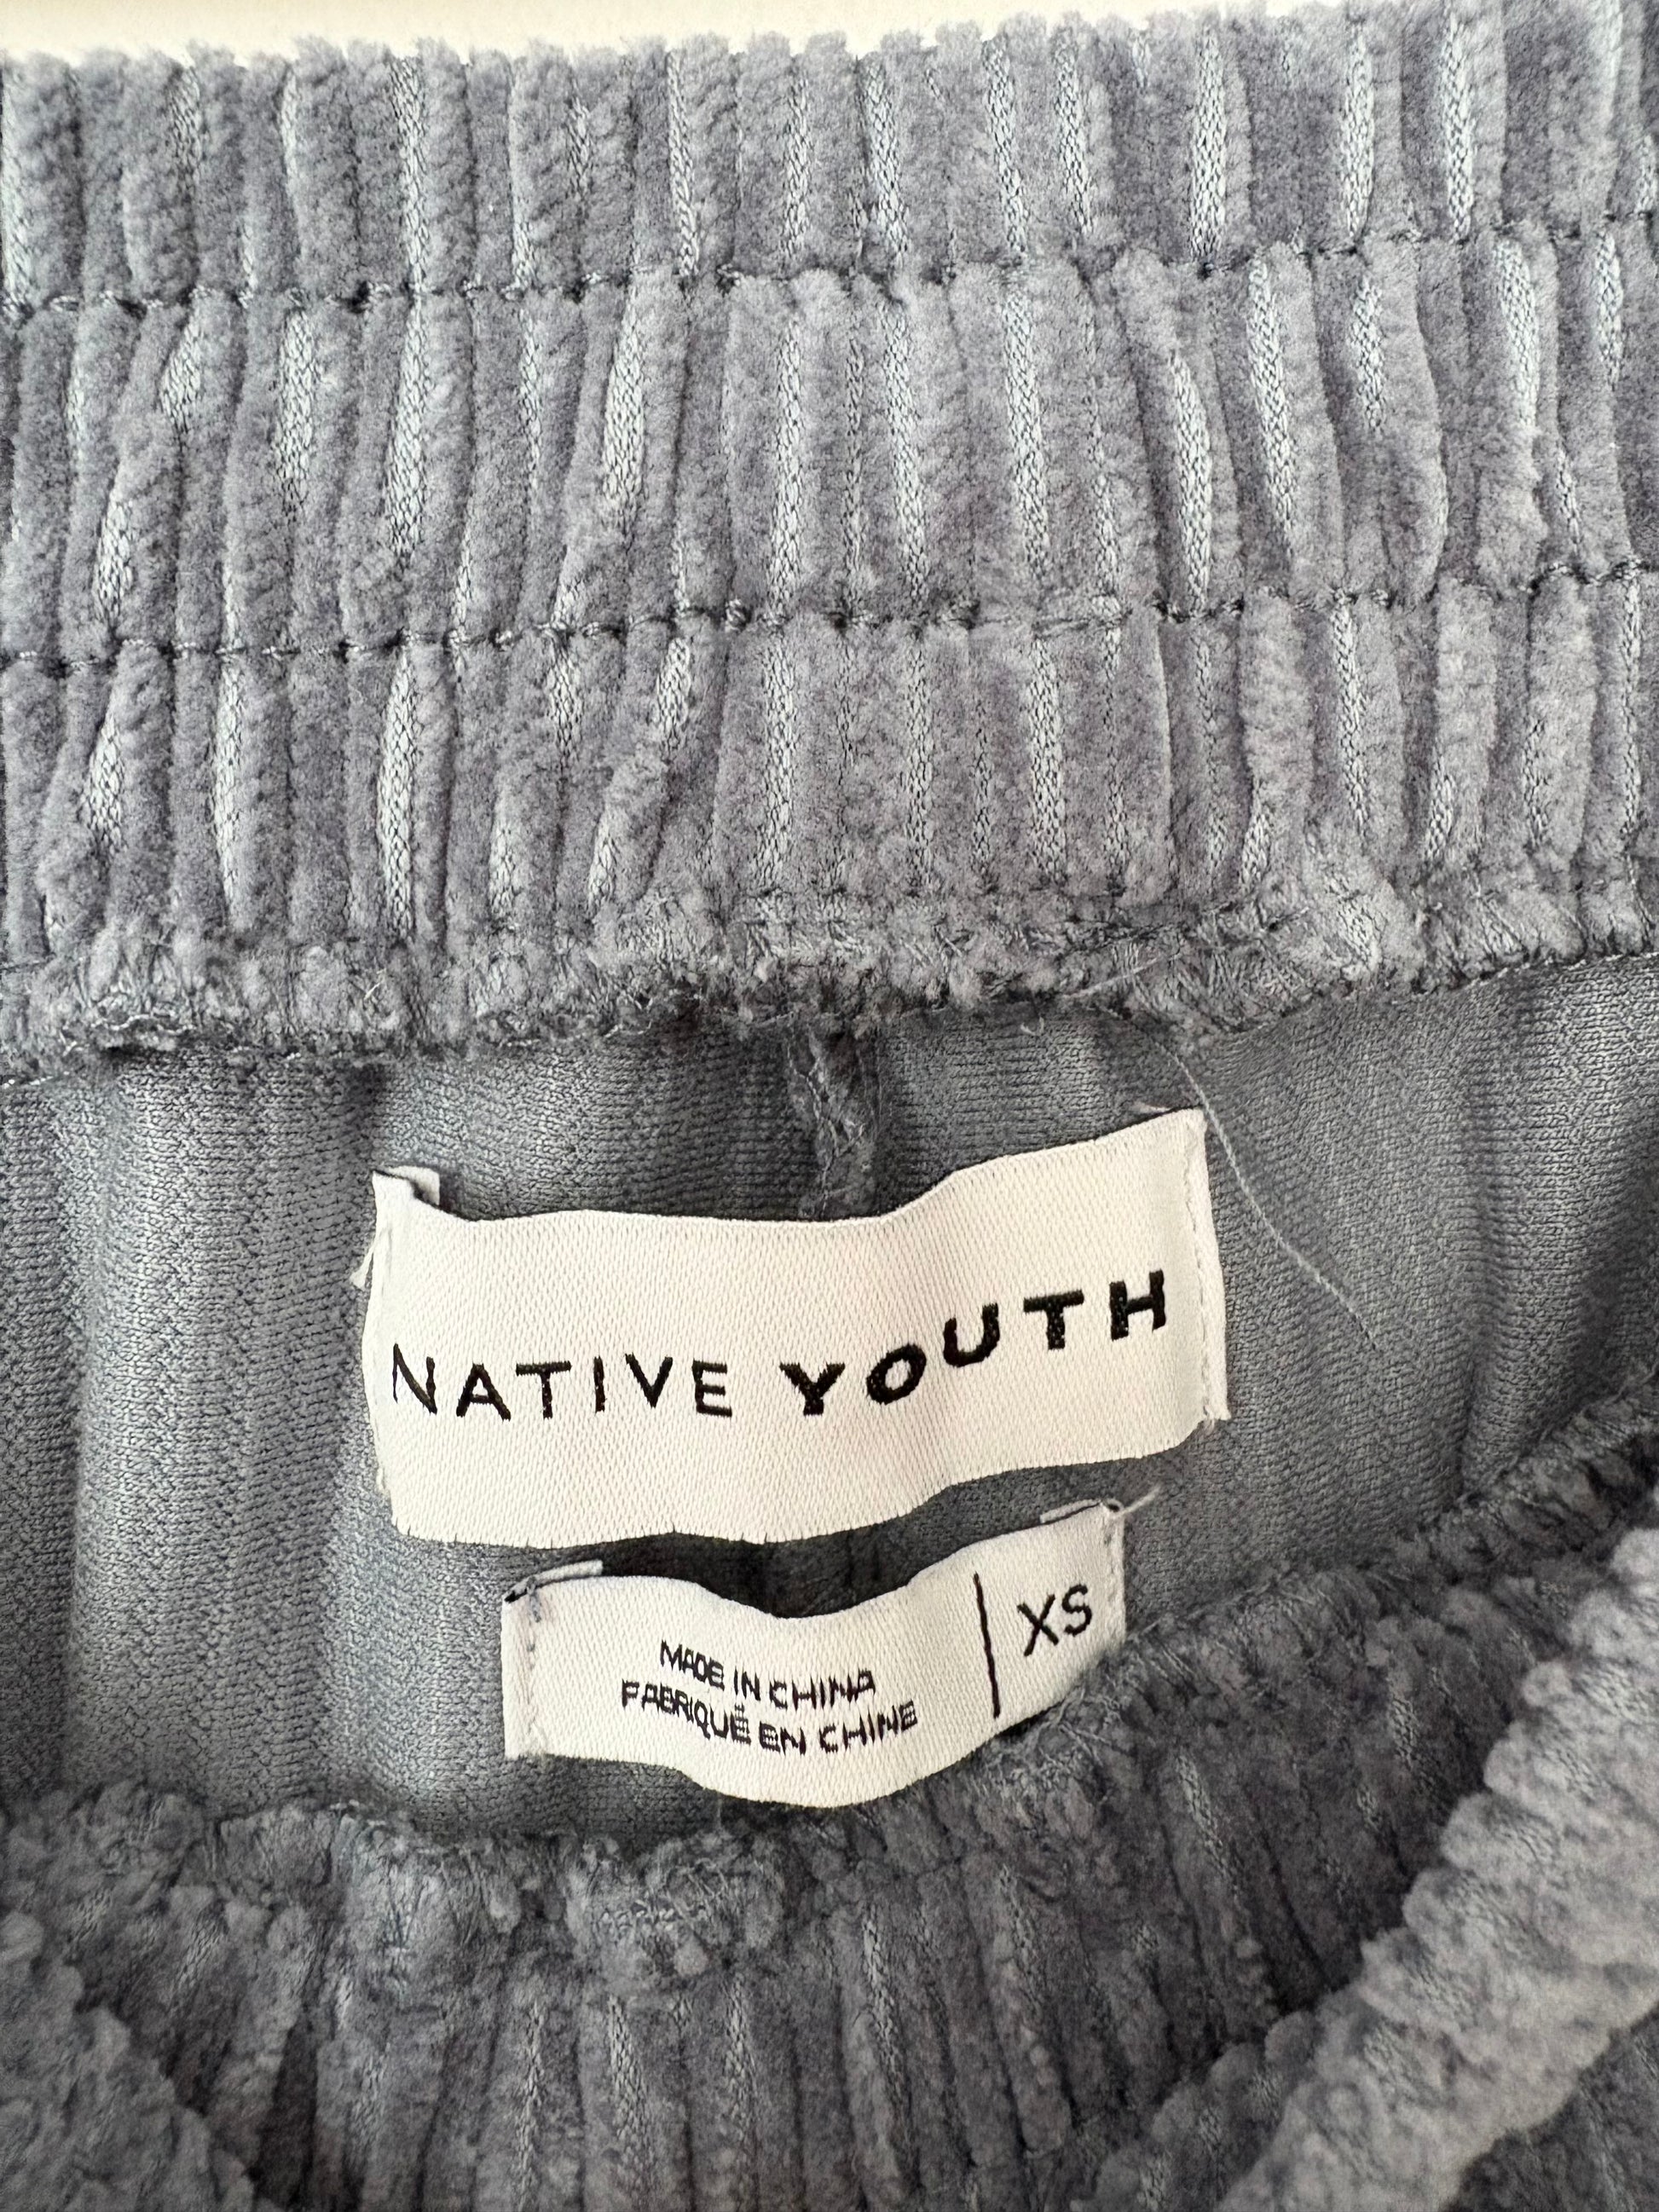 NATIVE YOUTH
MADE IN CHINA
FABRIQUÉ EN CHINE
XS